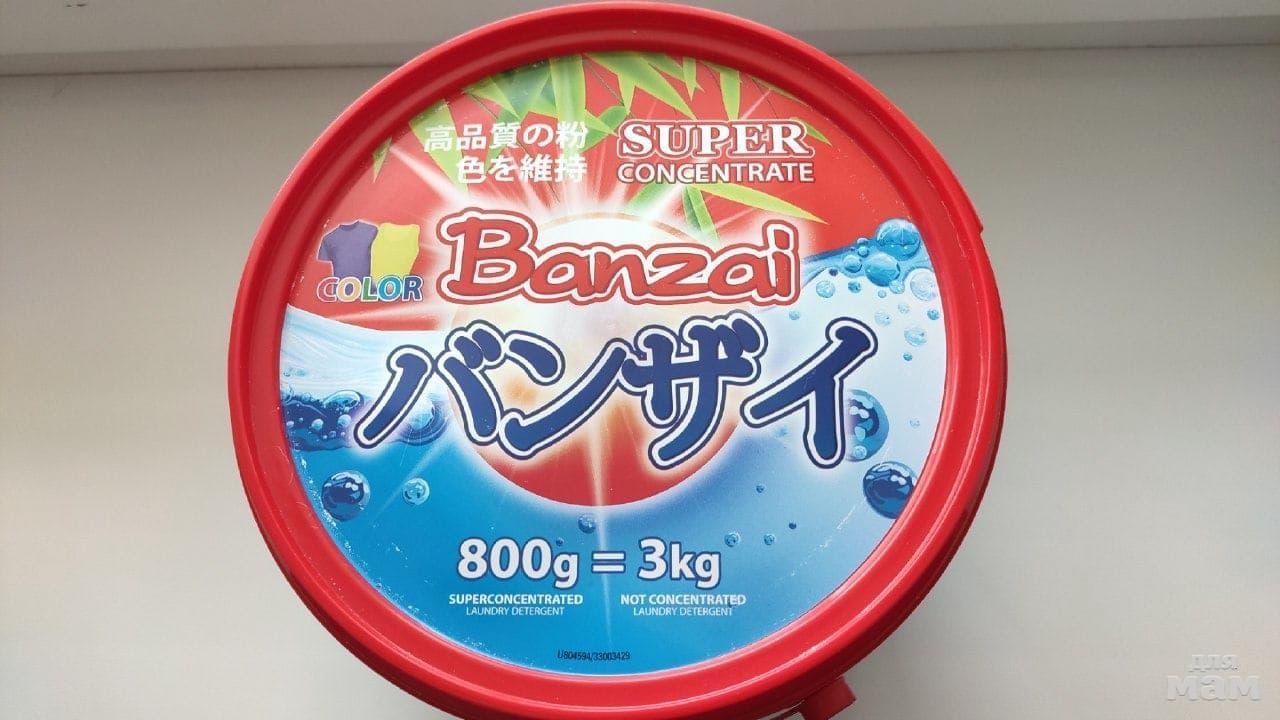 高品質の粉
色を維持
SUPER
CONCENTRATE
COLOR
Banzai
バンザイ
800g = 3kg
SUPERCONCENTRATED
LAUNDRY DETERGENT
NOT CONCENTRATED
LAUNDRY DETERGENT
U804594/33003429
для
мам